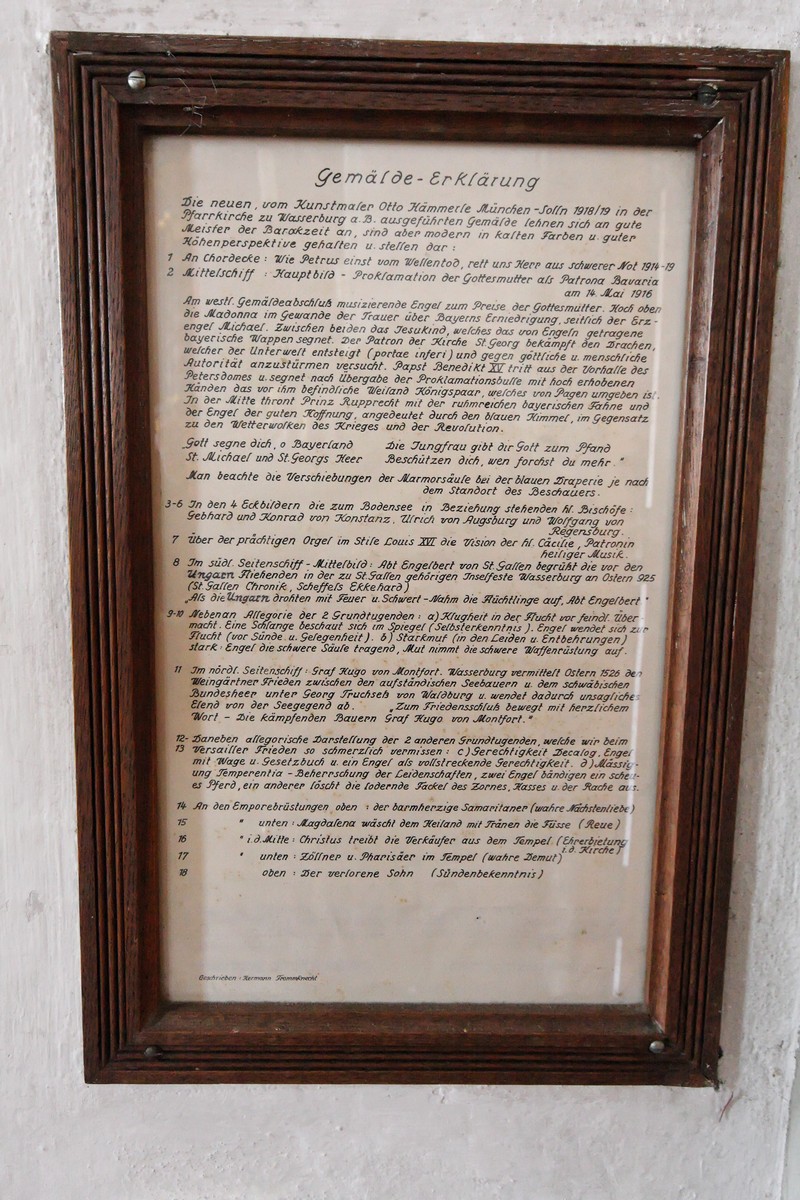 Gemälde-Erklärung
Die neuen, vom Kunstmaler Otto Hämmerle München-Solln 1918/19 in der
Pfarrkirche zu Wasserburg a.B. ausgeführten Gemälde lehnen sich an gute
Meister der Barockzeit an, sind aber modern in kalten Farben u. guter
Höhenperspektive gehalten u. stellen dar :
1 An Chordecke : Wie Petrus einst vom Wellentod, rett uns Herr aus schwerer Not 1914-19
2 Mittelschiff : Hauptbild - Proklamation der Gottesmutter als Patrona Bavaria
am 14. Mai 1916
Am westl. Gemäldeabschluß musizierende Engel zum Preise der Gottesmutter. Hoch oben
die Madonna im Gewande der Trauer über Bayerns Erniedrigung, seitlich der Erz-
engel Michael. Zwischen beiden das Jesukind, welches das von Engeln getragene
bayerische Wappen segnet. Der Patron der Kirche St. Georg bekämpft den Drachen,
welcher der Unterwelt entsteigt (portae inferi) und gegen göttliche u. menschliche
Autorität anzustürmen versucht. Papst Benedikt XV tritt aus der Vorhalle des
Petersdomes u. segnet nach Übergabe der Proklamationsbulle mit hoch erhobenen
Händen das vor ihm befindliche Weiland Königspaar, welches von Pagen umgeben ist.
In der Mitte thront Prinz Rupprecht mit der ruhmreichen bayerischen Fahne und
der Engel der guten Hoffnung, angedeutet durch den blauen Himmel, im Gegensatz
zu den Wetterwolken des Krieges und der Revolution.
„Gott segne dich, o Bayerland Die Jungfrau gibt dir Gott zum Pfand
St. Michael und St. Georgs Heer Beschützen dich, wen forchst du mehr."
Man beachte die Verschiebungen der Marmorsäule bei der blauen Draperie je nach
dem Standort des Beschauers.
3-6 In den 4 Eckbildern die zum Bodensee in Beziehung stehenden hl. Bischöfe :
Gebhard und Konrad von Konstanz, Ulrich von Augsburg und Wolfgang von
Regensburg.
7 über der prächtigen Orgel im Stile Louis XVI die Vision der hl. Cäcilie, Patronin
heiliger Musik.
8 Im südl. Seitenschiff - Mittelbild : Abt Engelbert von St. Gallen begrüßt die vor den
Ungarn Fliehenden in der zu St. Gallen gehörigen Inselfeste Wasserburg an Ostern 925
(St. Gallen Chronik, Scheffels Ekkehard)
„Als die Ungarn drohten mit Feuer u. Schwert - Nahm die Flüchtlinge auf, Abt Engelbert"
9-10 Nebenan Allegorie der 2 Grundtugenden : a) Klugheit in der Flucht vor feindl. Über-
macht. Eine Schlange beschaut sich im Spiegel (Selbsterkenntnis). Engel wendet sich zur
Flucht (vor Sünde u. Gelegenheit). b) Starkmut (in den Leiden u. Entbehrungen)
stark : Engel die schwere Säule tragend, Mut nimmt die schwere Waffenrüstung auf.
11 Im nördl. Seitenschiff : Graf Hugo von Montfort. Wasserburg vermittelt Ostern 1526 den
Weingärtner Frieden zwischen den aufständischen Seebauern u. dem schwäbischen
Bundesheer unter Georg Truchseß von Waldburg u. wendet dadurch unsagliches
Elend von der Seegegend ab. „Zum Friedensschluß bewegt mit herzlichem
Wort - Die kämpfenden Bauern Graf Hugo von Montfort."
12- Daneben allegorische Darstellung der 2 anderen Grundtugenden, welche wir beim
13 Versailler Frieden so schmerzlich vermissen : c) Gerechtigkeit Decalog. Engel
mit Wage u. Gesetzbuch u. ein Engel als vollstreckende Gerechtigkeit. d) Mässig-
ung Temperentia - Beherrschung der Leidenschaften, zwei Engel bändigen ein scheu-
es Pferd, ein anderer löscht die lodernde Fackel des Zornes, Hasses u. der Rache aus.
14 An den Emporebrüstungen oben : der barmherzige Samaritaner (wahre Nächstenliebe)
15 " unten : Magdalena wäscht dem Heiland mit Tränen die Füsse (Reue)
16 " i.d. Mitte : Christus treibt die Verkäufer aus dem Tempel (Ehrerbietung
i.d. Kirche)
17 " unten : Zöllner u. Pharisäer im Tempel (wahre Demut)
18 oben : Der verlorene Sohn (Sündenbekenntnis)
Geschrieben : Hermann Frommknecht